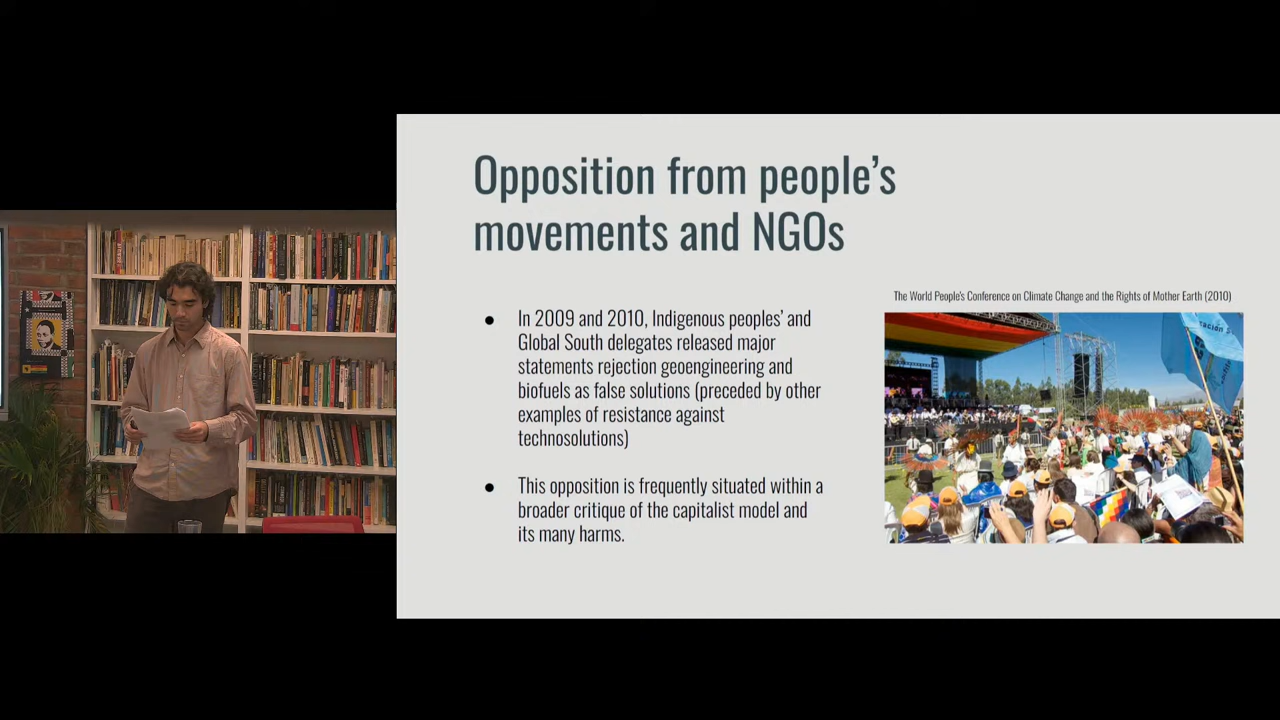 Opposition from people's
movements and NGOs
The World People's Conference on Climate Change and the Rights of Mother Earth (2010)
● In 2009 and 2010, Indigenous peoples' and
Global South delegates released major
statements rejection geoengineering and
biofuels as false solutions (preceded by other
examples of resistance against
technosolutions)
● This opposition is frequently situated within a
broader critique of the capitalist model and
its many harms.